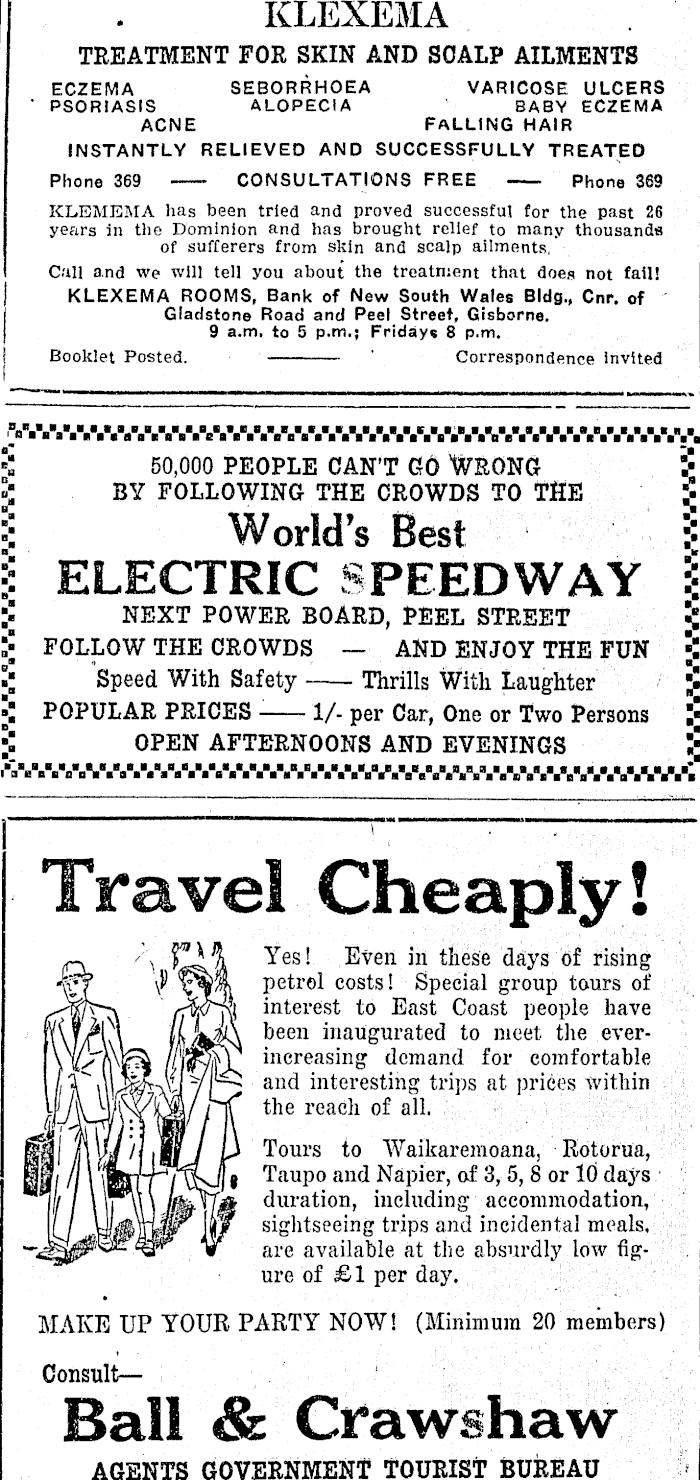 KLEXEMA
TREATMENT FOR SKIN AND SCALP AILMENTS
ECZEMA SEBORRHOEA VARICOSE ULCERS
PSORIASIS ALOPECIA BABY ECZEMA
ACNE FALLING HAIR
INSTANTLY RELIEVED AND SUCCESSFULLY TREATED
Phone 369 —— CONSULTATIONS FREE —— Phone 369
KLEMEMA has been tried and proved successful for the past 26
years in the Dominion and has brought relief to many thousands
of sufferers from skin and scalp ailments.
Call and we will tell you about the treatment that does not fail!
KLEXEMA ROOMS, Bank of New South Wales Bldg., Cnr. of
Gladstone Road and Peel Street, Gisborne.
9 a.m. to 5 p.m.; Fridays 8 p.m.
Booklet Posted. ——— Correspondence Invited
50,000 PEOPLE CAN'T GO WRONG
BY FOLLOWING THE CROWDS TO THE
World's Best
ELECTRIC SPEEDWAY
NEXT POWER BOARD, PEEL STREET
FOLLOW THE CROWDS — AND ENJOY THE FUN
Speed With Safety —— Thrills With Laughter
POPULAR PRICES —— 1/- per Car, One or Two Persons
OPEN AFTERNOONS AND EVENINGS
Travel Cheaply!
Yes! Even in these days of rising
petrol costs! Special group tours of
interest to East Coast people have
been inaugurated to meet the ever-
increasing demand for comfortable
and interesting trips at prices within
the reach of all.
Tours to Waikaremoana, Rotorua,
Taupo and Napier, of 3, 5, 8 or 10 days
duration, including accommodation,
sightseeing trips and incidental meals,
are available at the absurdly low fig-
ure of £1 per day.
MAKE UP YOUR PARTY NOW! (Minimum 20 members)
Consult—
Ball & Crawshaw
AGENTS GOVERNMENT TOURIST BUREAU